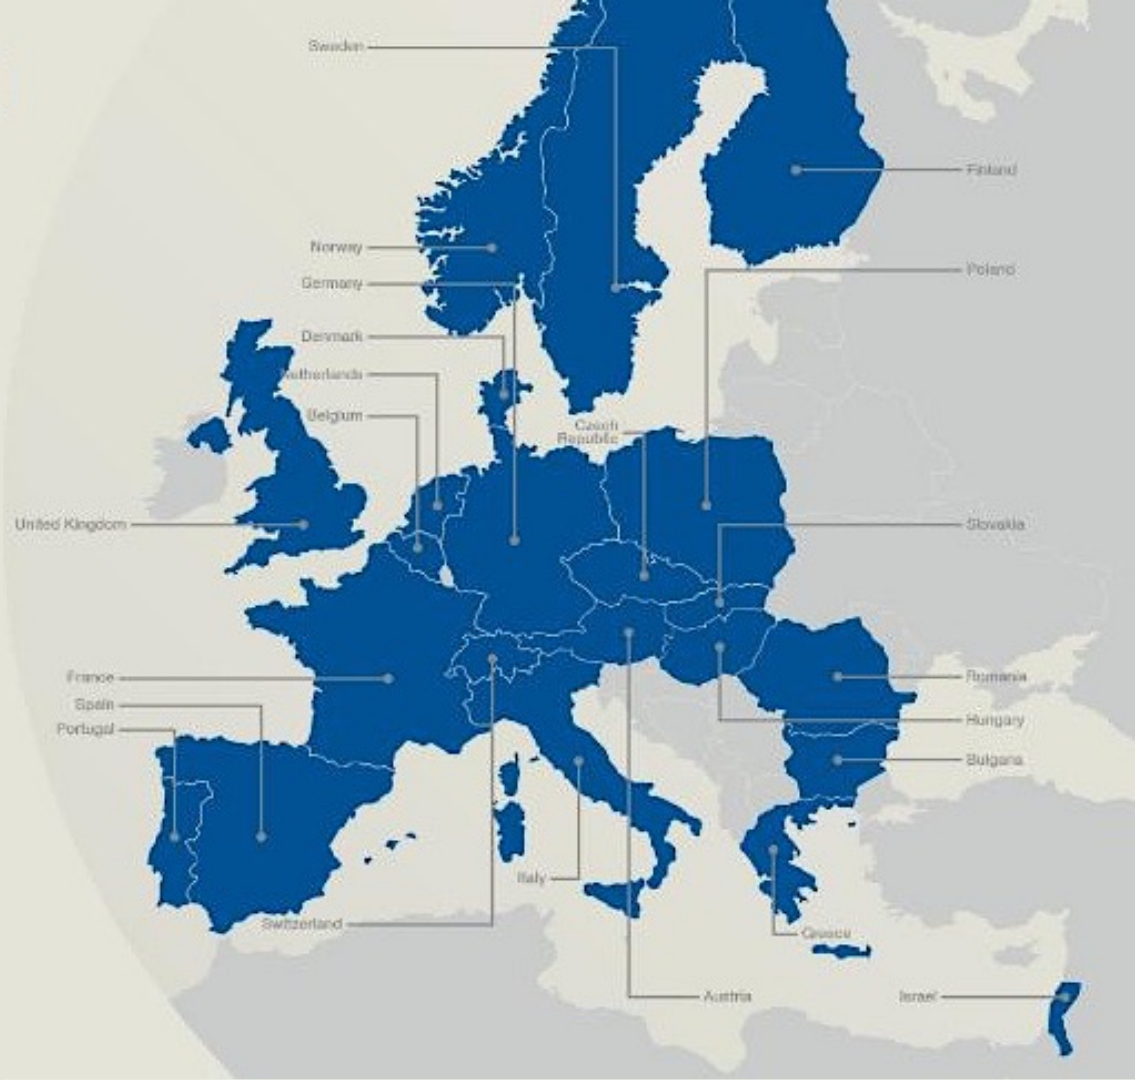 Sweden
Finland
Norway
Poland
Germany
Denmark
Netherlands
Belgium
Czech
Republic
United Kingdom
Slovakia
France
Romania
Spain
Hungary
Portugal
Bulgaria
Italy
Switzerland
Greece
Austria
Israel